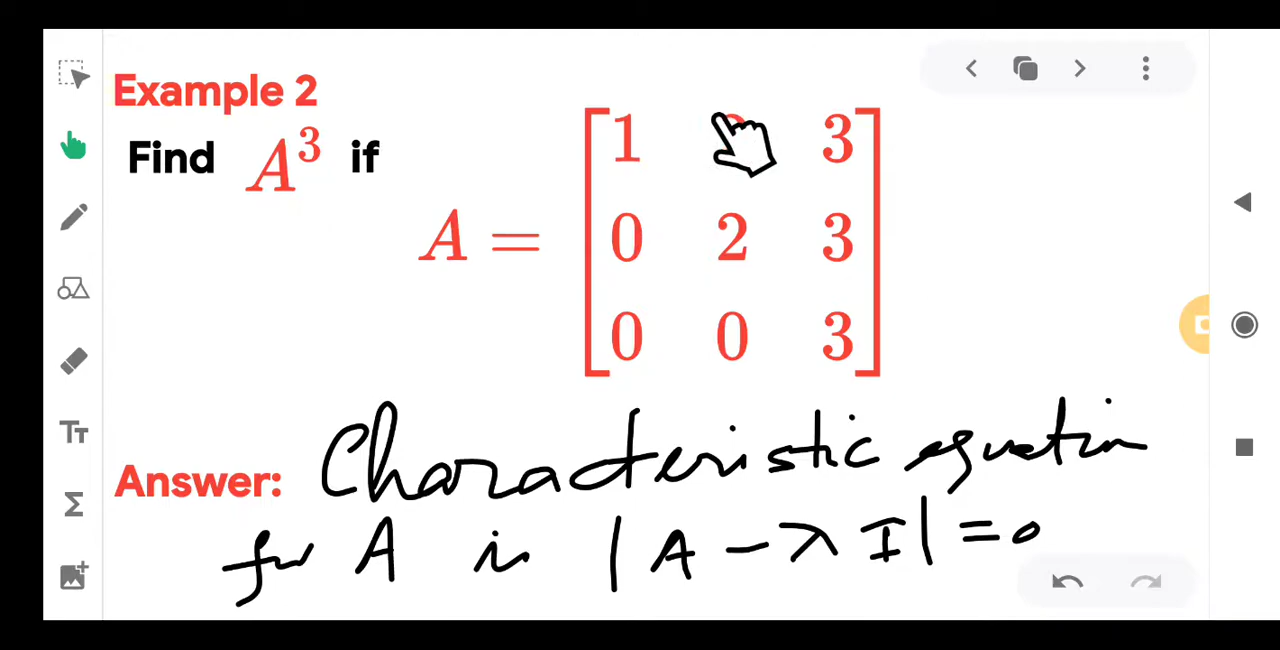 Example 2
Find A³ if
A = [1 3
0 2 3
0 0 3]
Answer: Characteristic equation
for A is |A - λI| = 0